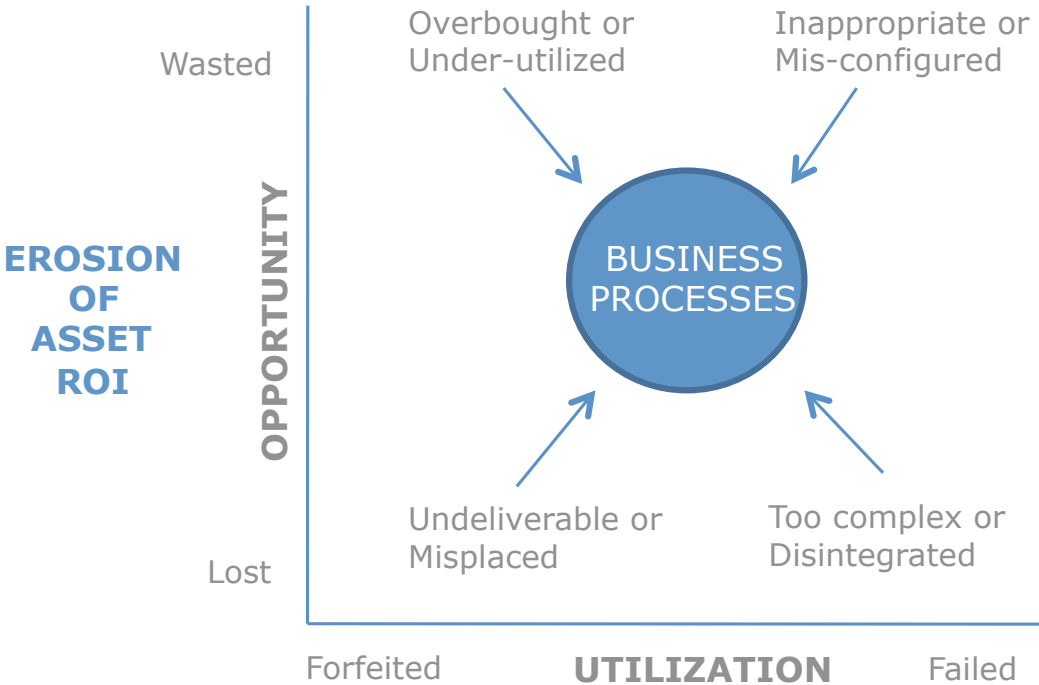 Overbought or
Under-utilized
Inappropriate or
Mis-configured
Wasted
EROSION
OF
ASSET
ROI
OPPORTUNITY
BUSINESS
PROCESSES
Undeliverable or
Misplaced
Too complex or
Disintegrated
Lost
Forfeited
UTILIZATION
Failed